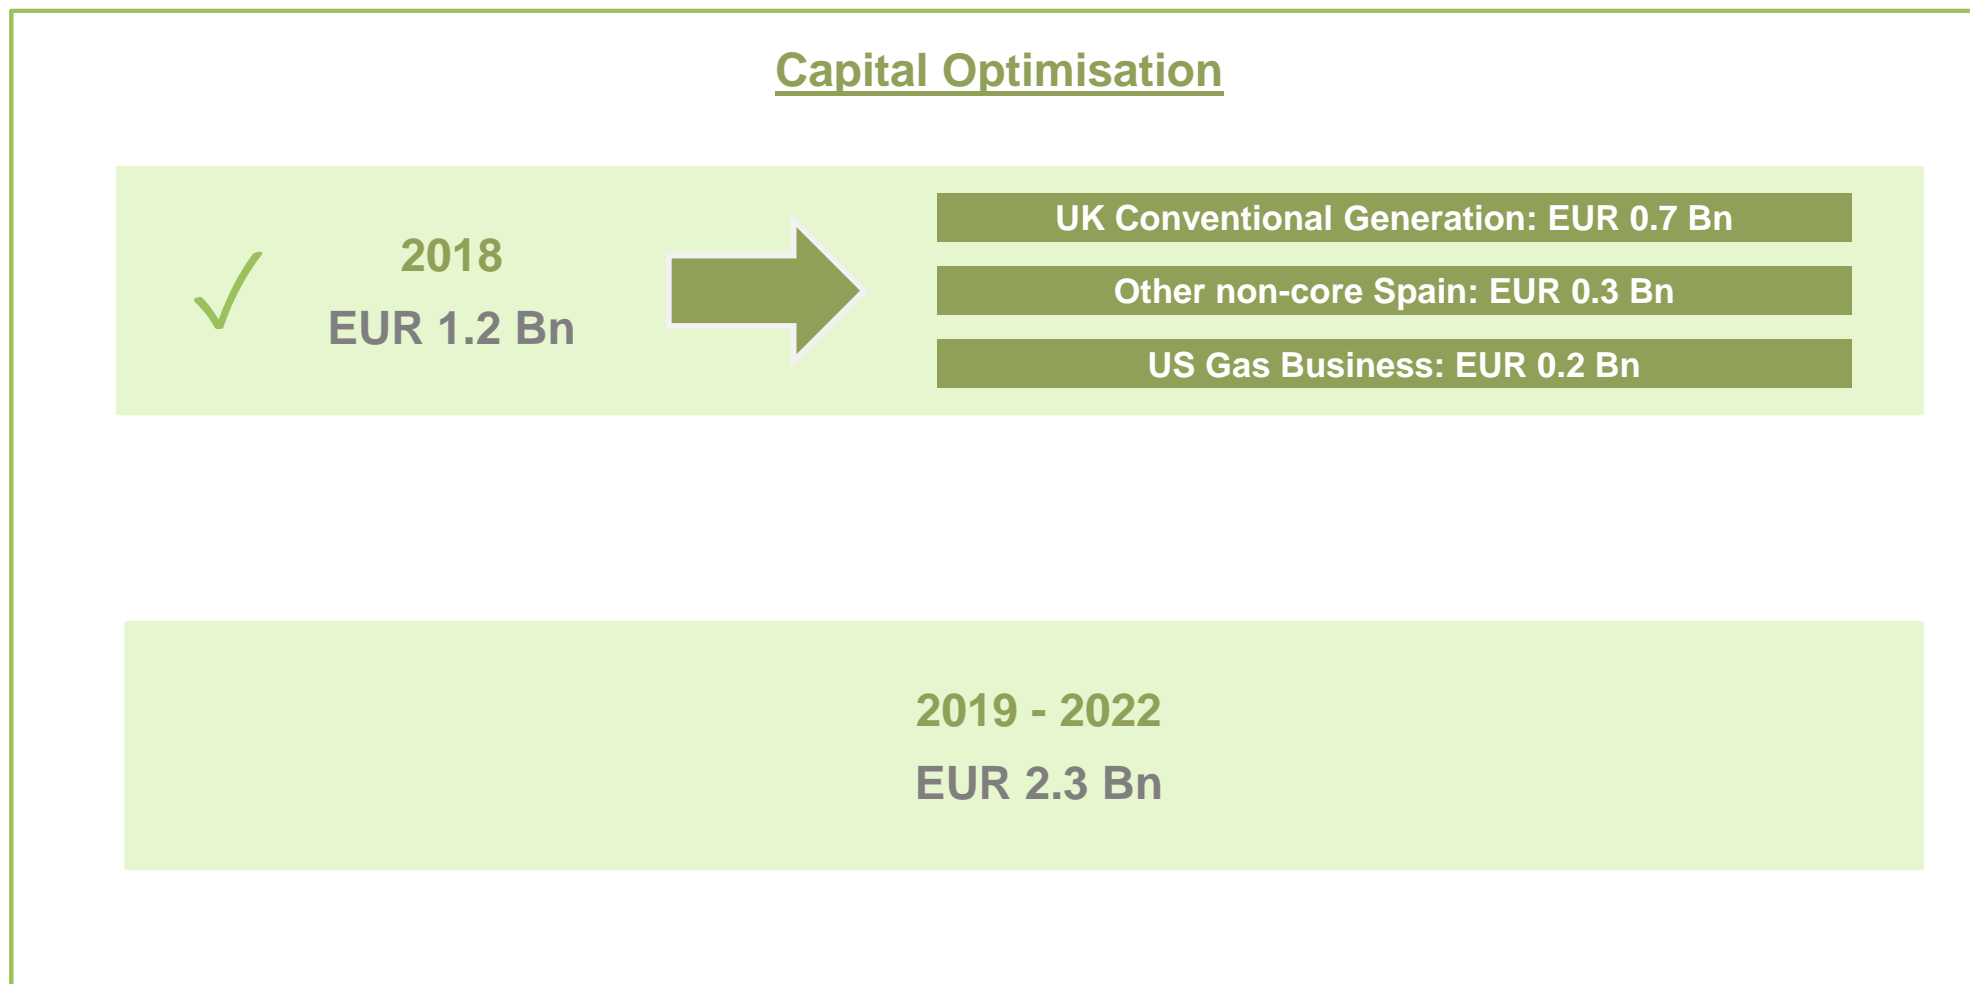 Capital Optimisation
2018
EUR 1.2 Bn
UK Conventional Generation: EUR 0.7 Bn
Other non-core Spain: EUR 0.3 Bn
US Gas Business: EUR 0.2 Bn
2019 - 2022
EUR 2.3 Bn